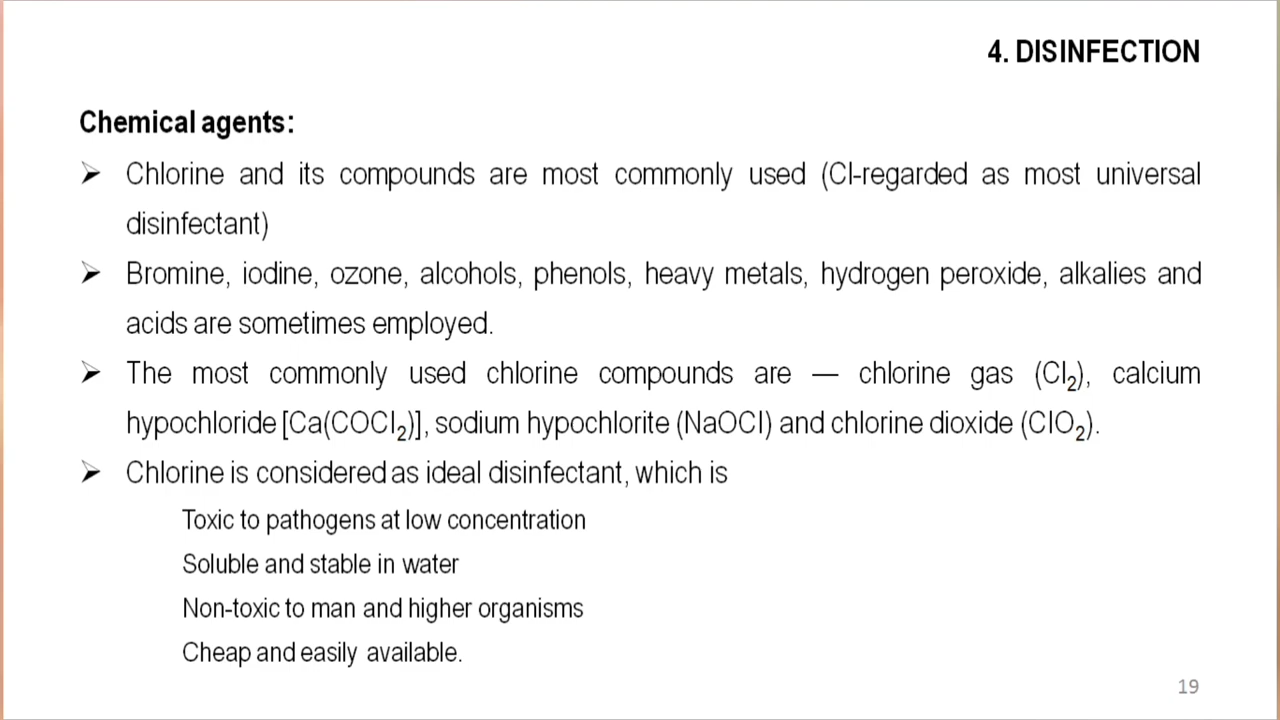 4. DISINFECTION
Chemical agents:
➢ Chlorine and its compounds are most commonly used (Cl-regarded as most universal
disinfectant)
➢ Bromine, iodine, ozone, alcohols, phenols, heavy metals, hydrogen peroxide, alkalies and
acids are sometimes employed.
➢ The most commonly used chlorine compounds are — chlorine gas (Cl₂), calcium
hypochloride [Ca(COCl₂)], sodium hypochlorite (NaOCl) and chlorine dioxide (ClO₂).
➢ Chlorine is considered as ideal disinfectant, which is
Toxic to pathogens at low concentration
Soluble and stable in water
Non-toxic to man and higher organisms
Cheap and easily available.
19